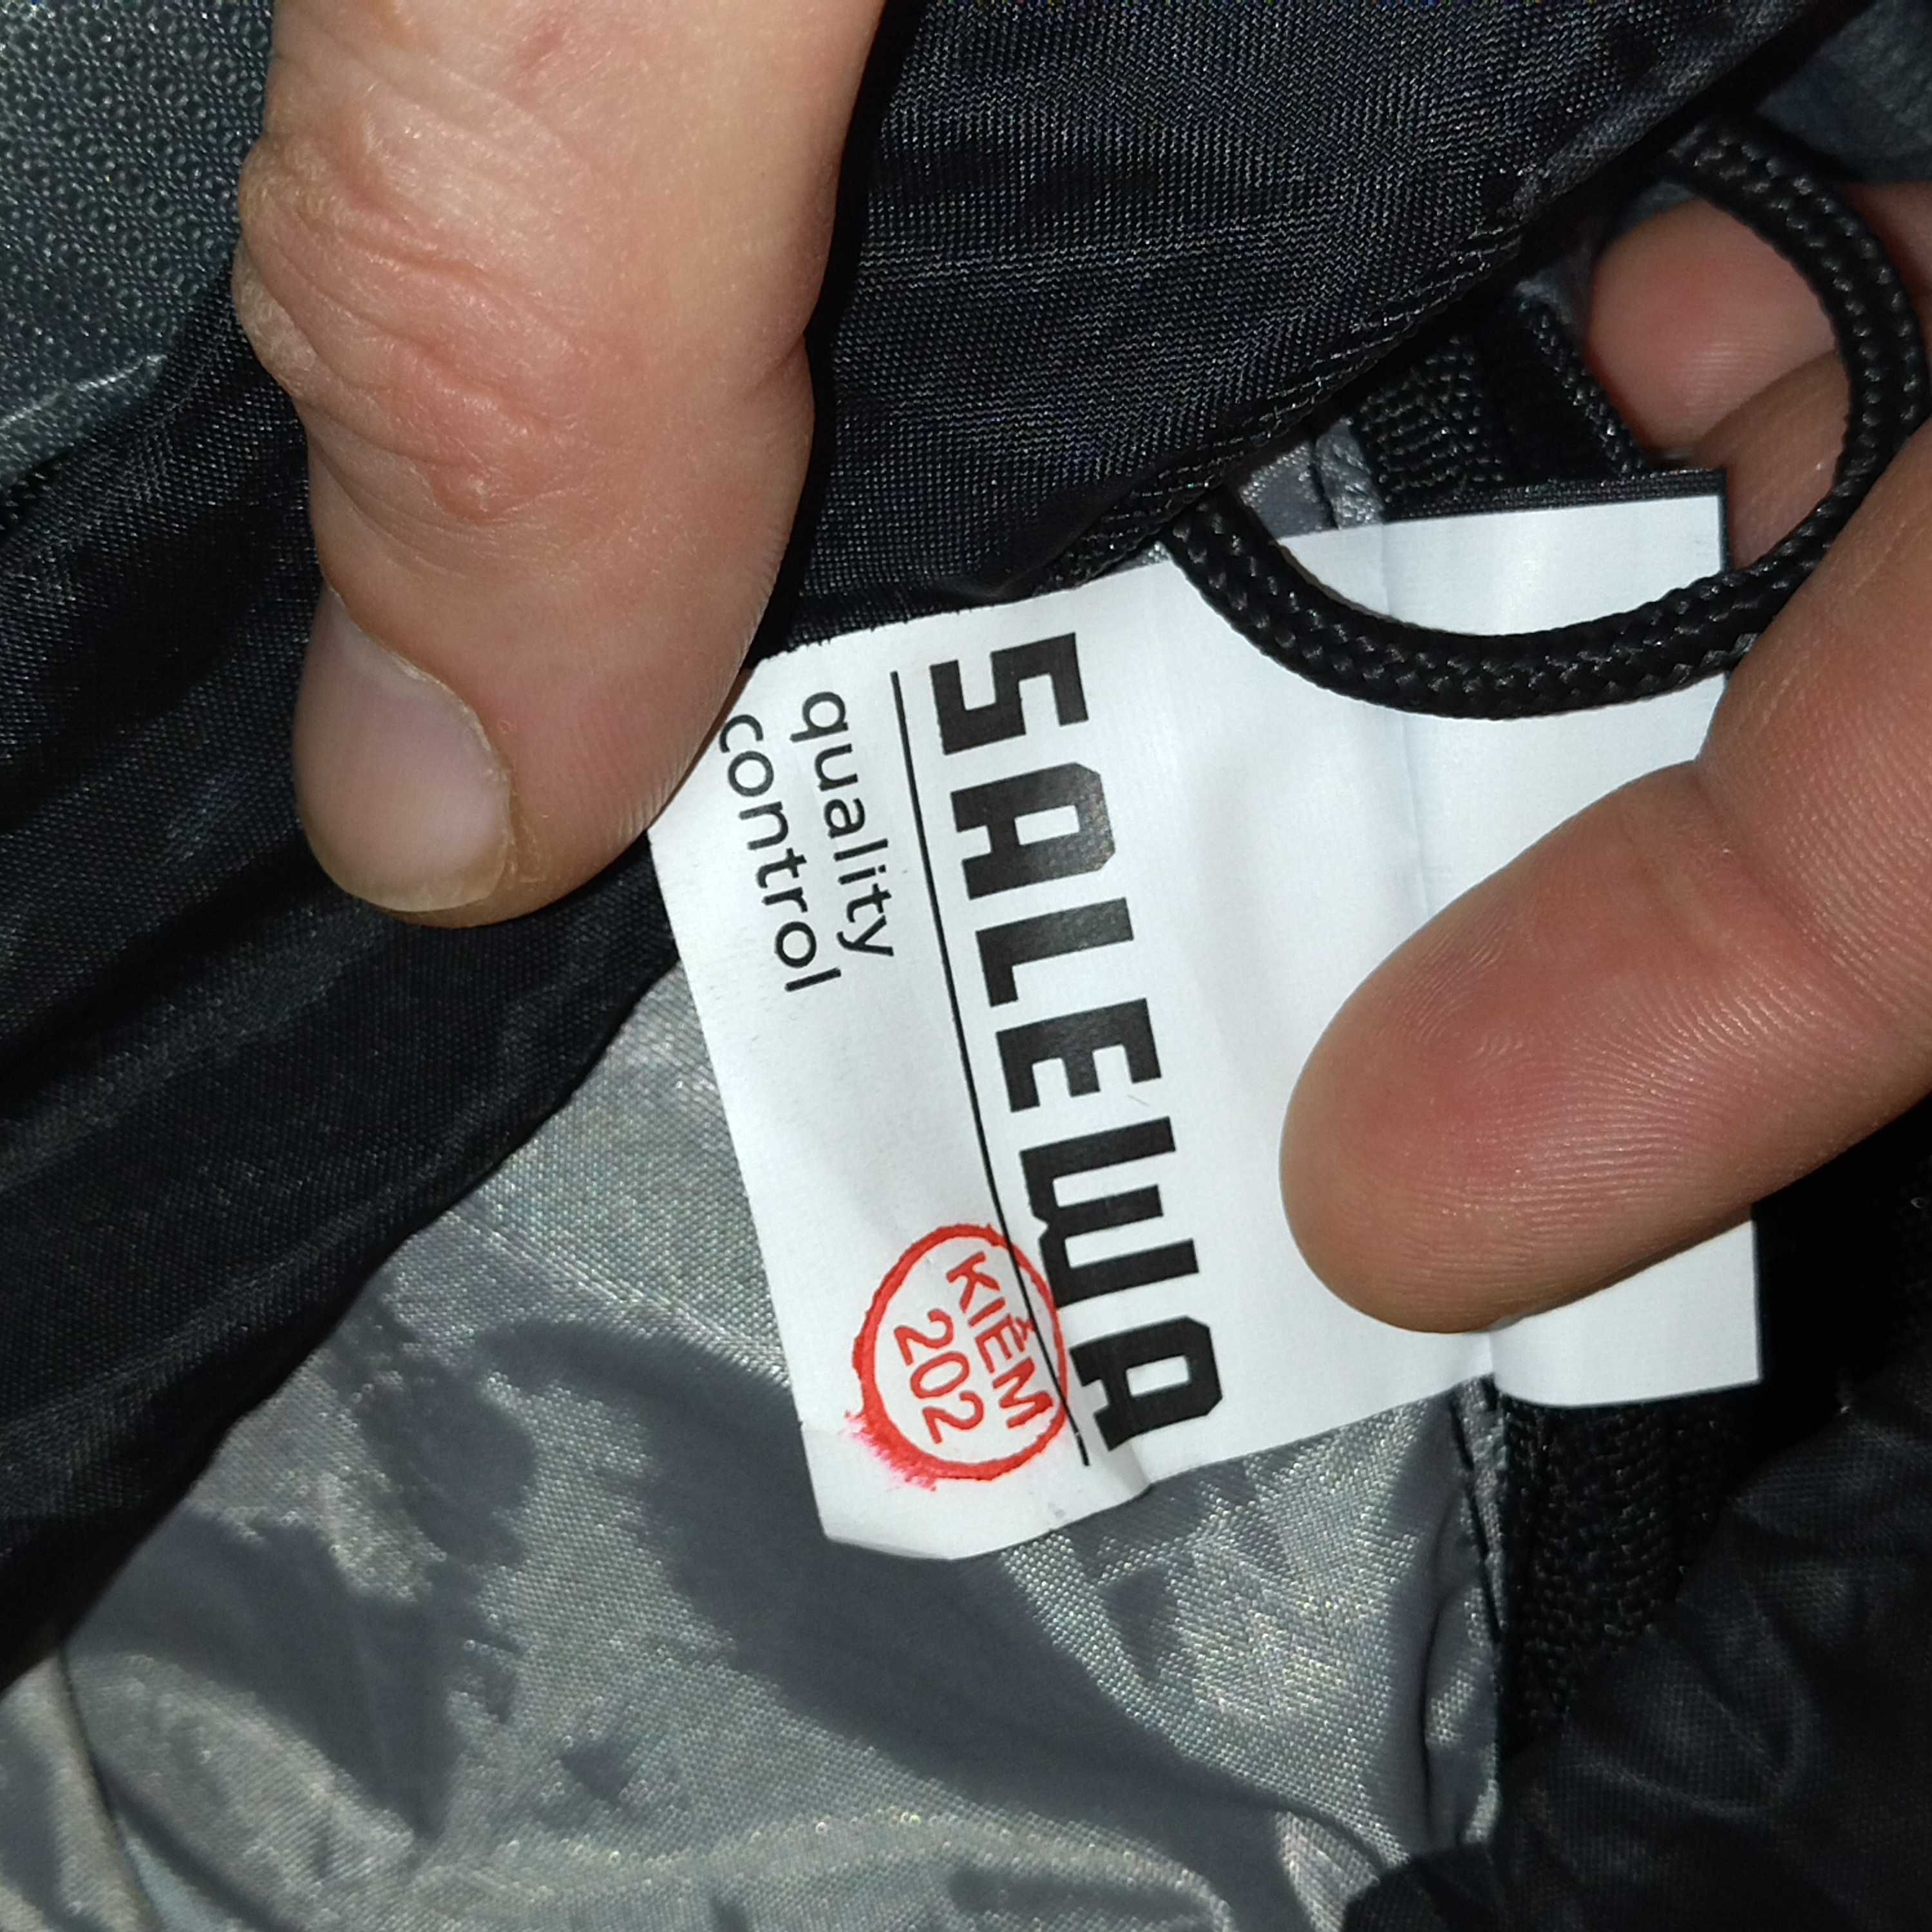 SALEWA
quality
control
KIỂM
202